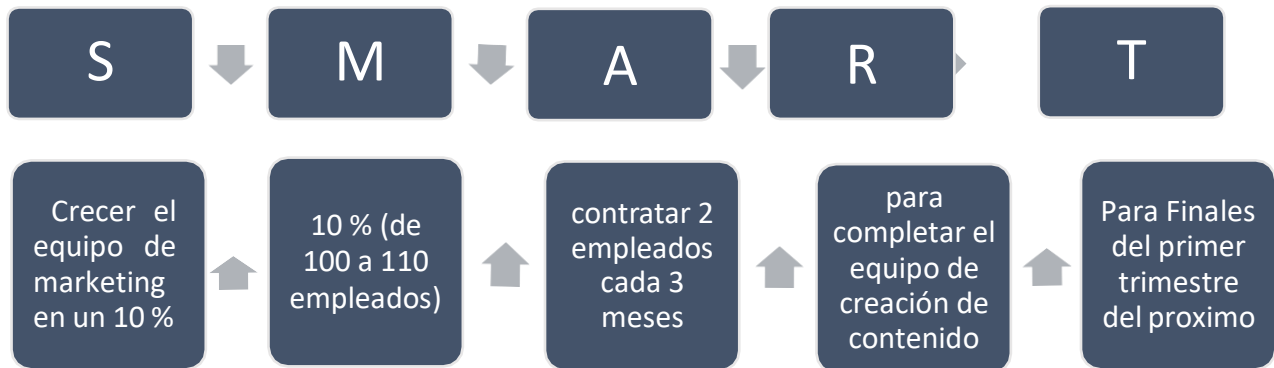 S
M
A
R
T
Crecer el
equipo de
marketing
en un 10 %
10 % (de
100 a 110
empleados)
contratar 2
empleados
cada 3
meses
para
completar el
equipo de
creación de
contenido
Para Finales
del primer
trimestre
del proximo